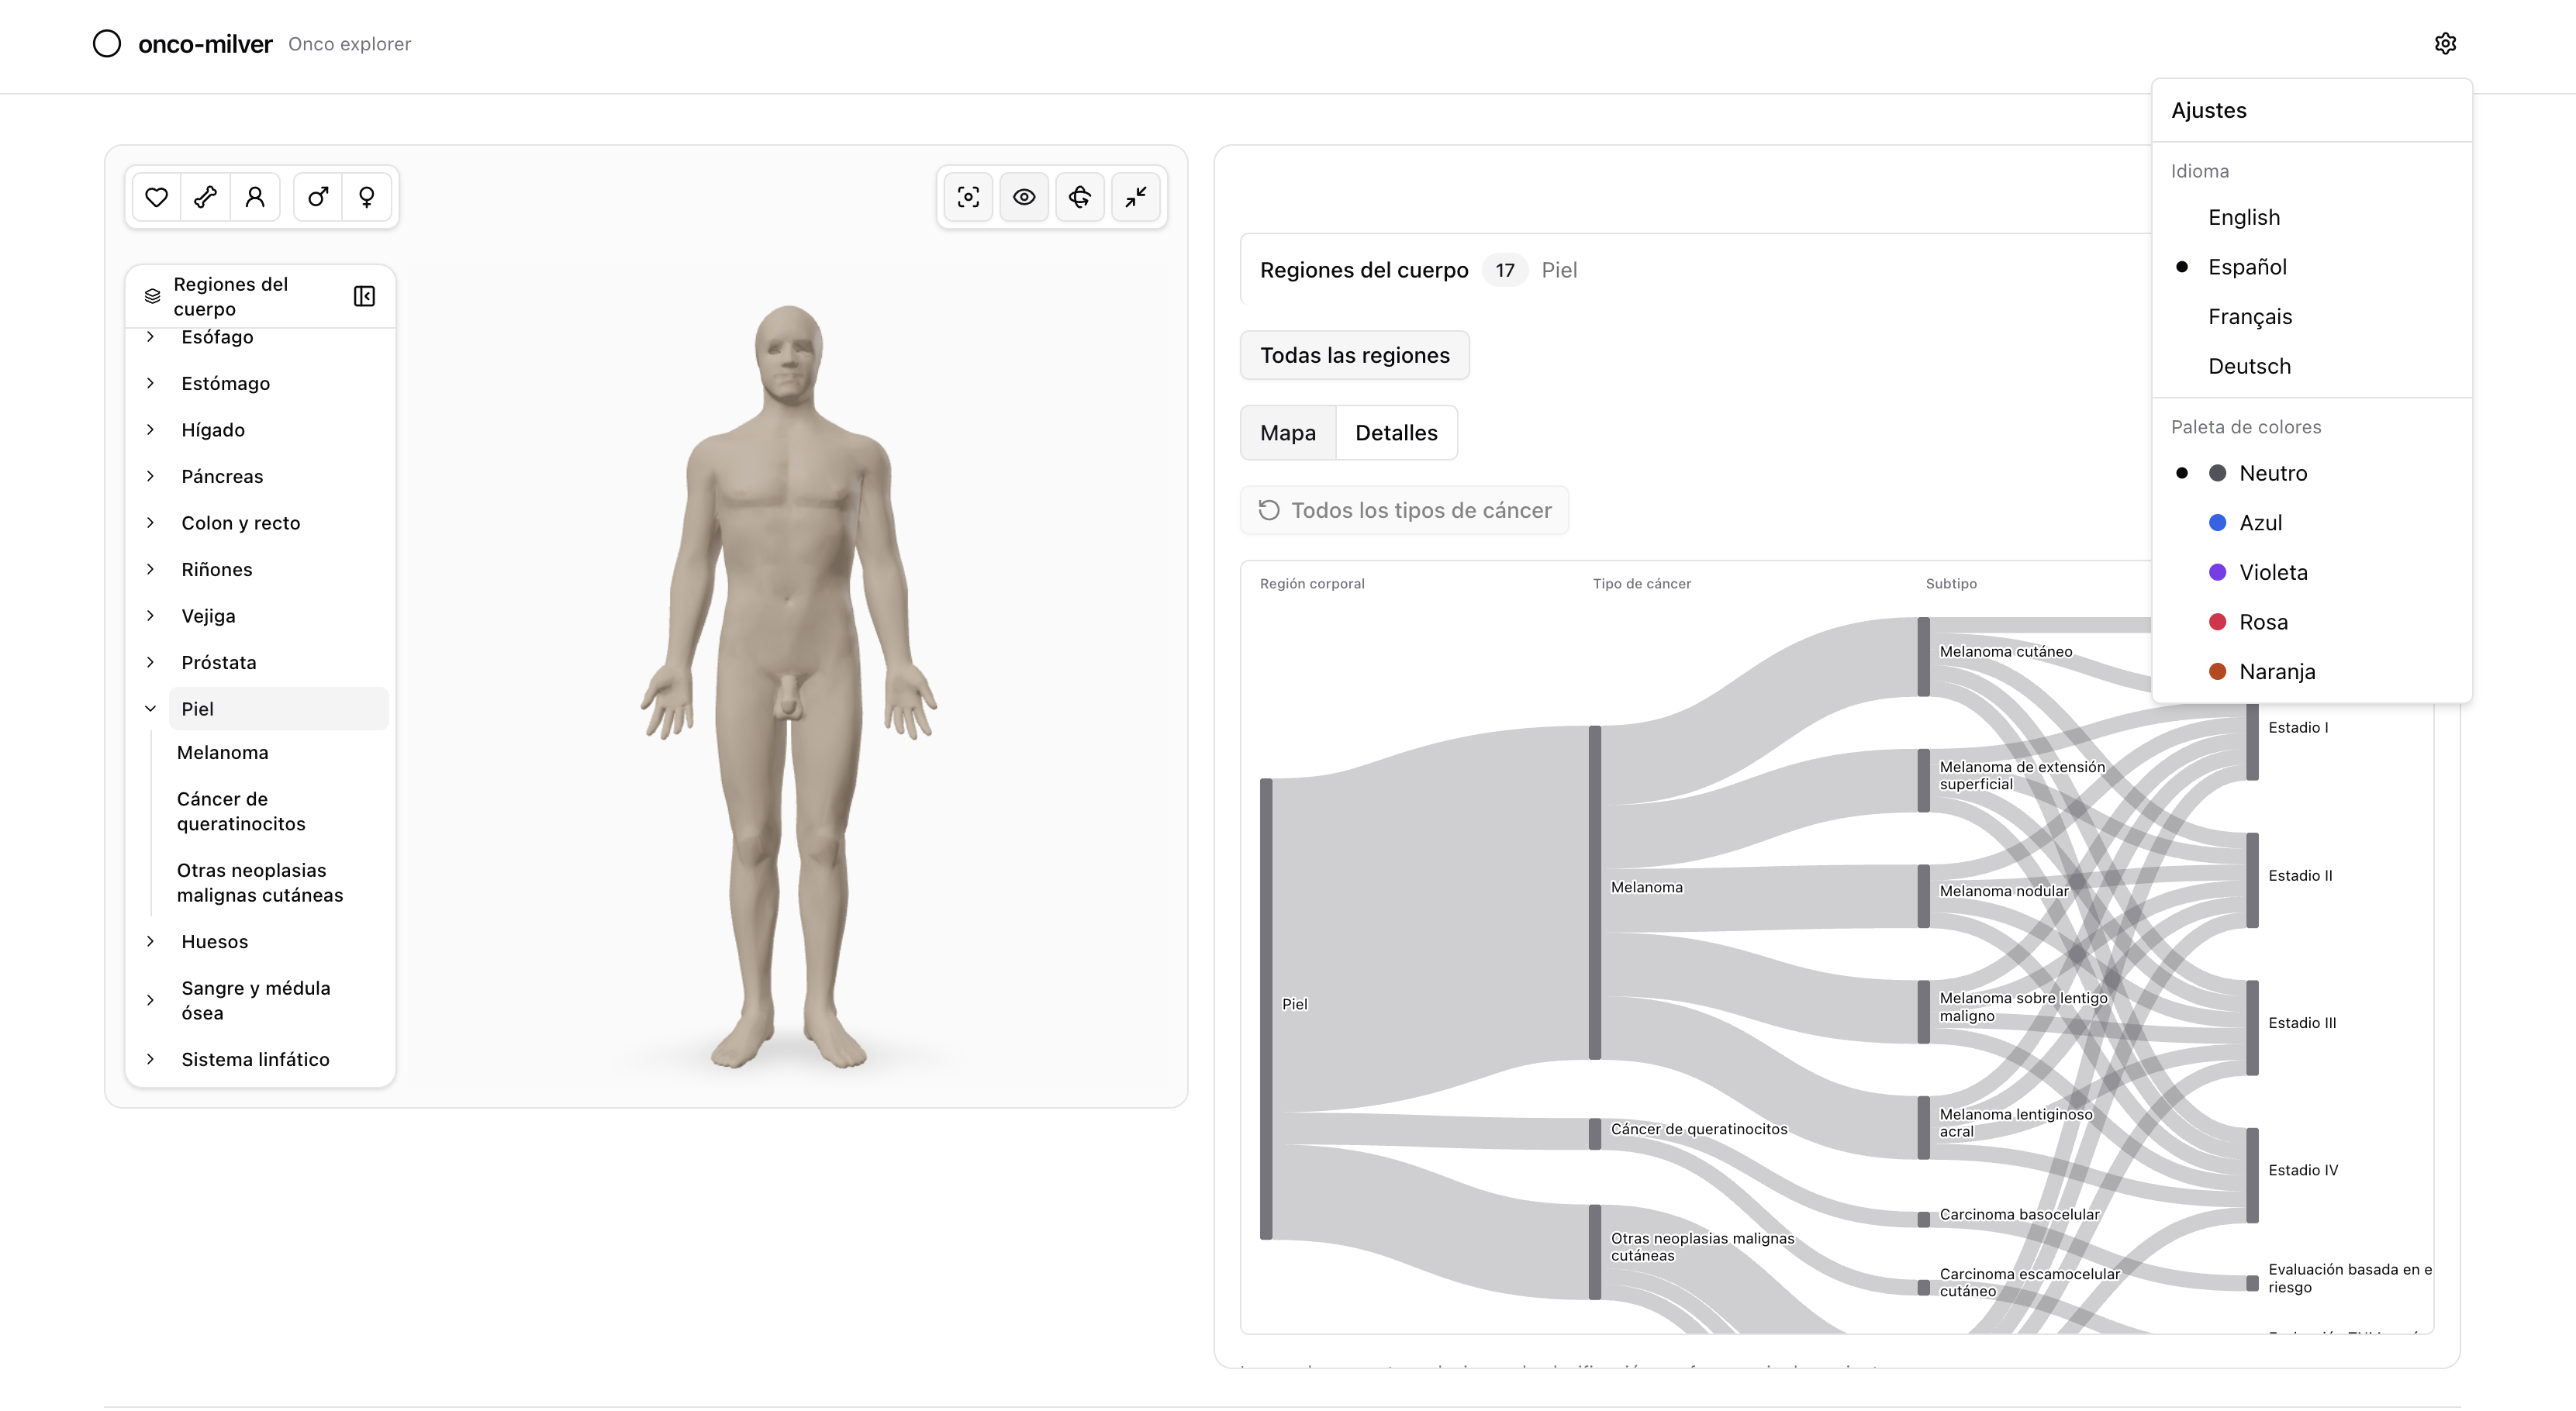 onco-milver Onco explorer
Ajustes
Idioma
English
Español
Français
Deutsch
Paleta de colores
Neutro
Azul
Violeta
Rosa
Naranja
Regiones del
cuerpo
Esófago
Estómago
Hígado
Páncreas
Colon y recto
Riñones
Vejiga
Próstata
Piel
Melanoma
Cáncer de
queratinocitos
Otras neoplasias
malignas cutáneas
Huesos
Sangre y médula
ósea
Sistema linfático
Regiones del cuerpo 17 Piel
Todas las regiones
Mapa Detalles
Todos los tipos de cáncer
Región corporal Tipo de cáncer Subtipo
Piel
Melanoma
Cáncer de queratinocitos
Otras neoplasias malignas
cutáneas
Melanoma cutáneo
Melanoma de extensión
superficial
Melanoma nodular
Melanoma sobre lentigo
maligno
Melanoma lentiginoso
acral
Carcinoma basocelular
Carcinoma escamocelular
cutáneo
Estadio I
Estadio II
Estadio III
Estadio IV
Evaluación basada en e
riesgo